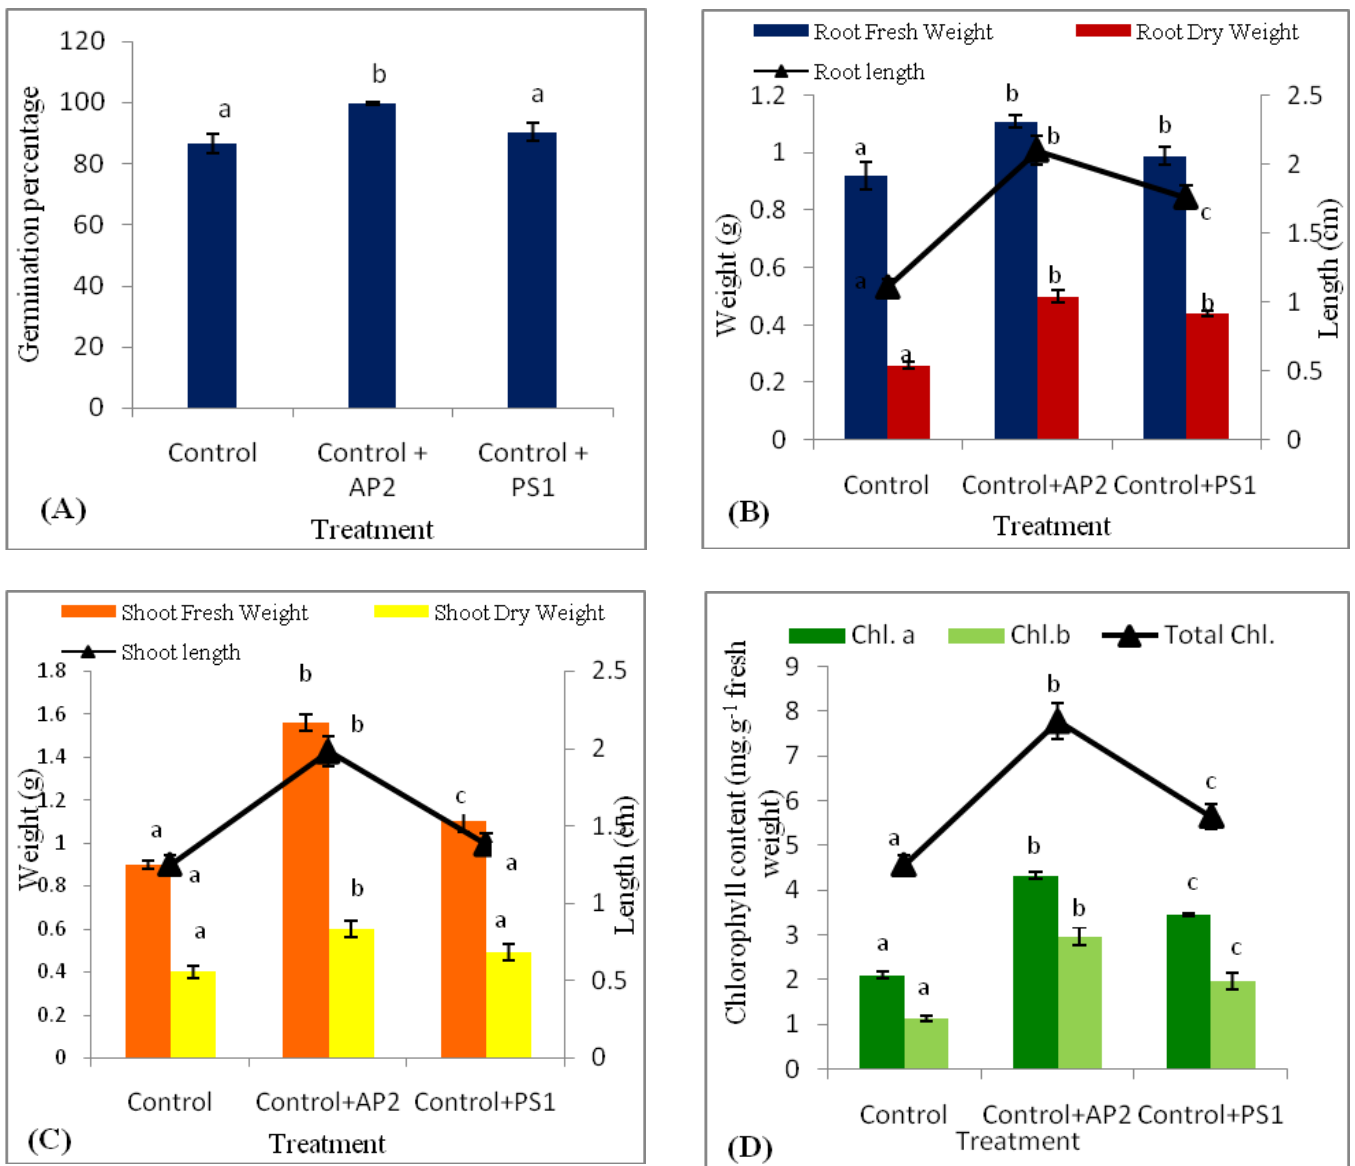 120
100
80
60
40
20
0
Germination percentage
a
b
a
Control
Control + AP2
Control + PS1
(A)
Treatment
Root Fresh Weight
Root Dry Weight
Root length
1.2
1
0.8
0.6
0.4
0.2
0
Weight (g)
2.5
2
1.5
1
0.5
0
Length (cm)
a
b
b
b
a
c
b
b
a
Control
Control+AP2
Control+PS1
(B)
Treatment
Shoot Fresh Weight
Shoot Dry Weight
Shoot length
1.8
1.6
1.4
1.2
1
0.8
0.6
0.4
0.2
0
Weight (g)
2.5
2
1.5
1
0.5
0
Length (cm)
b
b
c
a
a
a
b
a
a
Control
Control+AP2
Control+PS1
(C)
Treatment
Chl. a
Chl.b
Total Chl.
9
8
7
6
5
4
3
2
1
0
Chlorophyll content (mg.g-1 fresh
weight)
b
c
a
b
c
b
a
c
a
Control
Control+AP2
Control+PS1
(D)
Treatment